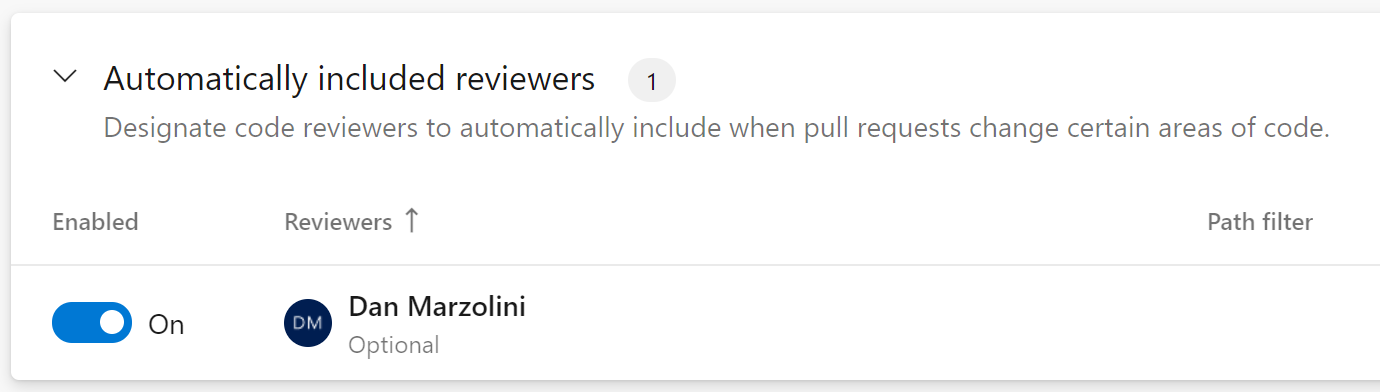 Automatically included reviewers 1
Designate code reviewers to automatically include when pull requests change certain areas of code.
Enabled Reviewers ↑ Path filter
On DM Dan Marzolini
Optional